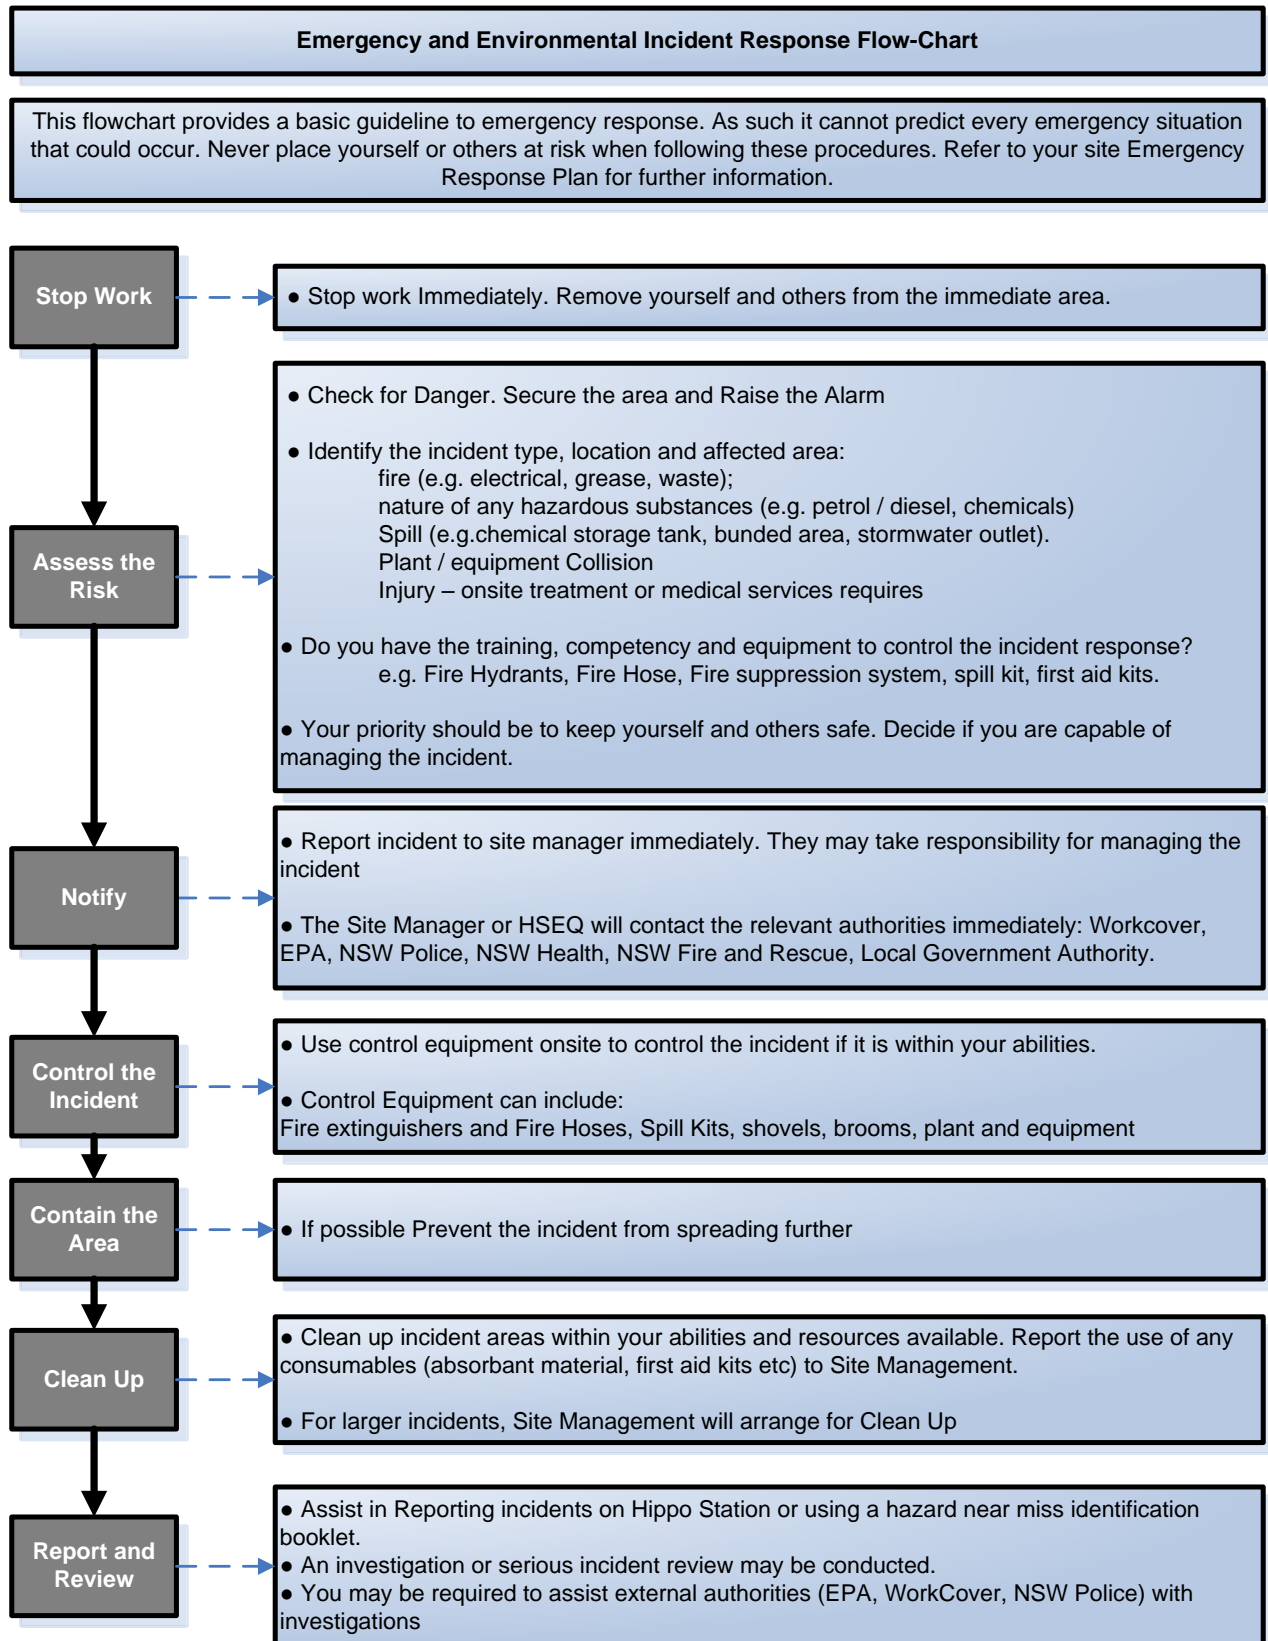 Emergency and Environmental Incident Response Flow-Chart
This flowchart provides a basic guideline to emergency response. As such it cannot predict every emergency situation
that could occur. Never place yourself or others at risk when following these procedures. Refer to your site Emergency
Response Plan for further information.
Stop Work
● Stop work Immediately. Remove yourself and others from the immediate area.
Assess the
Risk
● Check for Danger. Secure the area and Raise the Alarm
● Identify the incident type, location and affected area:
fire (e.g. electrical, grease, waste);
nature of any hazardous substances (e.g. petrol / diesel, chemicals)
Spill (e.g.chemical storage tank, bunded area, stormwater outlet).
Plant / equipment Collision
Injury – onsite treatment or medical services requires
● Do you have the training, competency and equipment to control the incident response?
e.g. Fire Hydrants, Fire Hose, Fire suppression system, spill kit, first aid kits.
● Your priority should be to keep yourself and others safe. Decide if you are capable of
managing the incident.
Notify
● Report incident to site manager immediately. They may take responsibility for managing the
incident
● The Site Manager or HSEQ will contact the relevant authorities immediately: Workcover,
EPA, NSW Police, NSW Health, NSW Fire and Rescue, Local Government Authority.
Control the
Incident
● Use control equipment onsite to control the incident if it is within your abilities.
● Control Equipment can include:
Fire extinguishers and Fire Hoses, Spill Kits, shovels, brooms, plant and equipment
Contain the
Area
● If possible Prevent the incident from spreading further
Clean Up
● Clean up incident areas within your abilities and resources available. Report the use of any
consumables (absorbant material, first aid kits etc) to Site Management.
● For larger incidents, Site Management will arrange for Clean Up
Report and
Review
● Assist in Reporting incidents on Hippo Station or using a hazard near miss identification
booklet.
● An investigation or serious incident review may be conducted.
● You may be required to assist external authorities (EPA, WorkCover, NSW Police) with
investigations